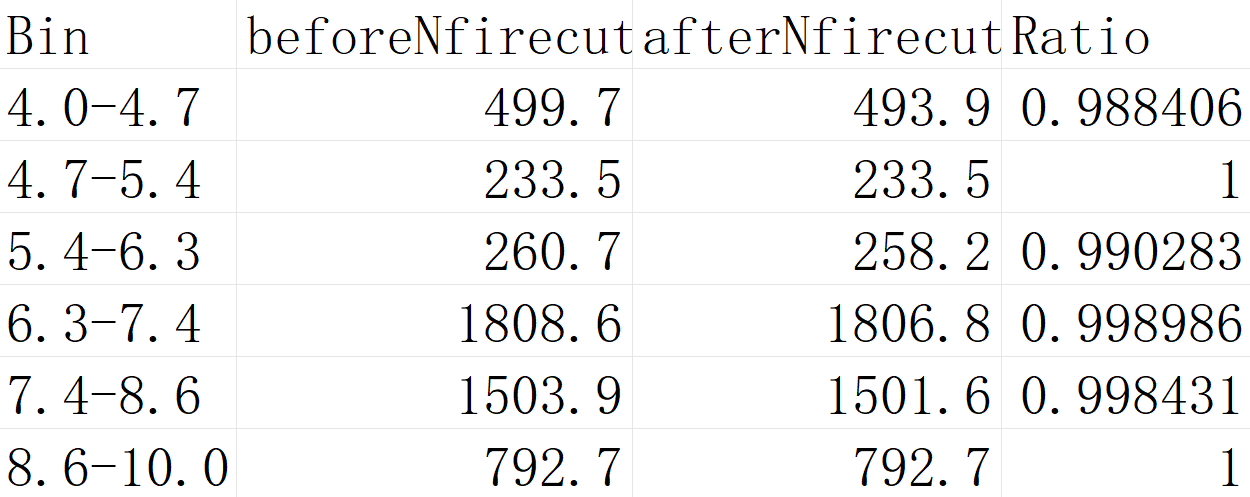 Bin beforeNfirecut afterNfirecut Ratio
4.0-4.7 499.7 493.9 0.988406
4.7-5.4 233.5 233.5 1
5.4-6.3 260.7 258.2 0.990283
6.3-7.4 1808.6 1806.8 0.998986
7.4-8.6 1503.9 1501.6 0.998431
8.6-10.0 792.7 792.7 1